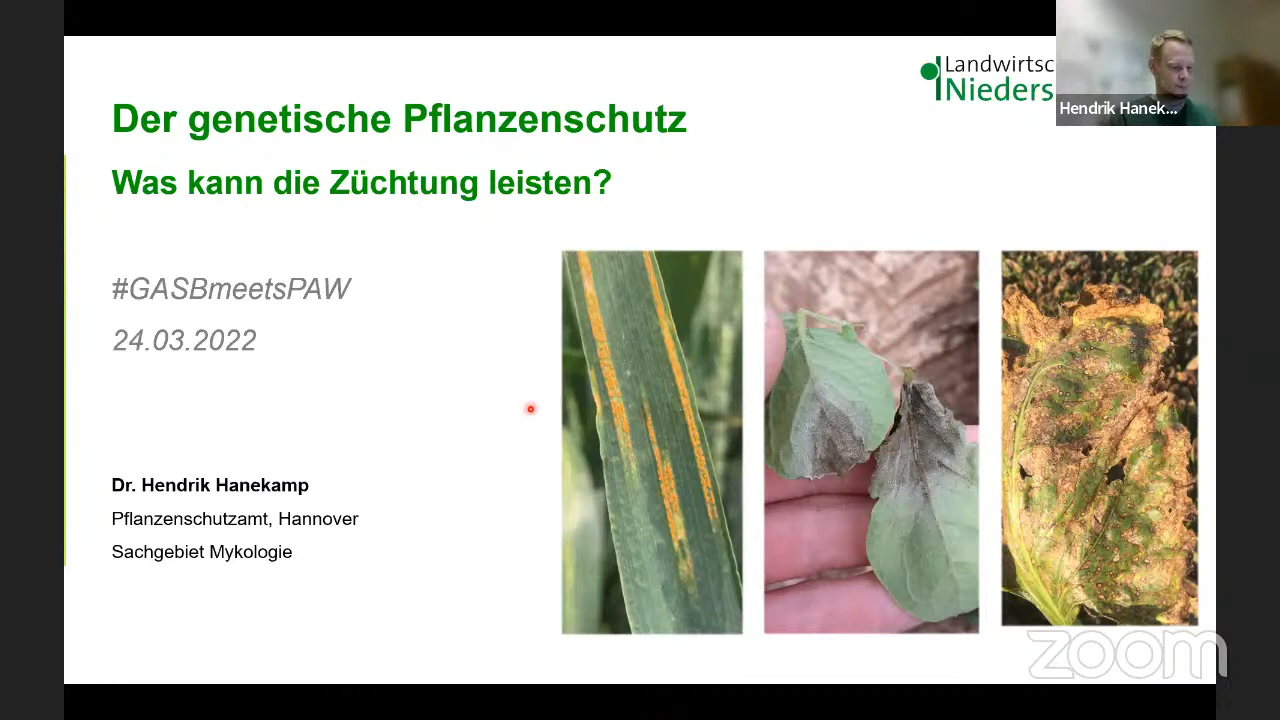 Landwirtsc
Nieders
Hendrik Hanek...
Der genetische Pflanzenschutz
Was kann die Züchtung leisten?
#GASBmeetsPAW
24.03.2022
Dr. Hendrik Hanekamp
Pflanzenschutzamt, Hannover
Sachgebiet Mykologie
zoom